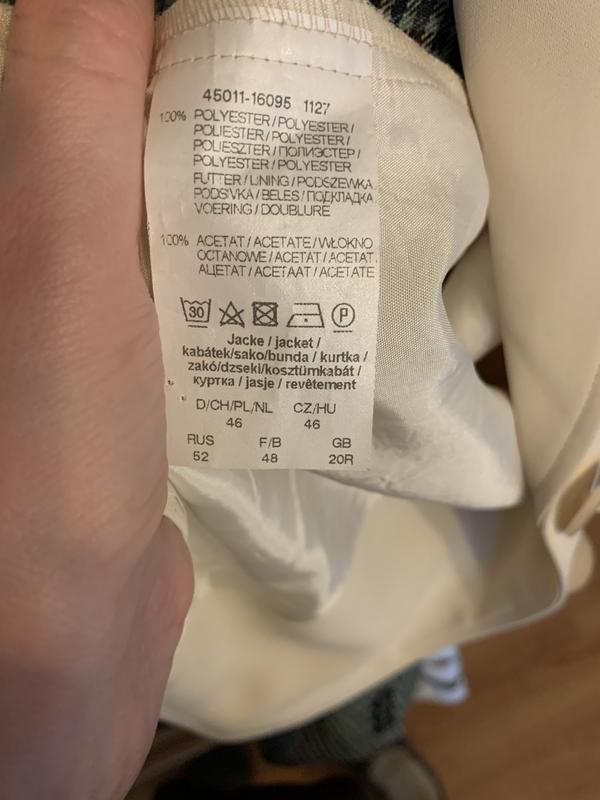 45011-16095 1127
100% POLYESTER / POLYESTER /
POLIESTER / POLYESTER /
POLIESZTER / ПОЛИЭСТЕР /
POLYESTER / POLYESTER
FUTTER / LINING / PODSZEWKA
PODŠÍVKA / BÉLÉS / ПОДКЛАДКА
VOERING / DOUBLURE
100% ACETAT / ACETATE / WŁÓKNO
OCTANOWE / ACETÁT / ACETÁT
АЦЕТАТ / ACETAAT / ACETATE
30 P
Jacke / jacket /
kabátek/sako/bunda / kurtka /
zakó/dzseki/kosztümkabát /
куртка / jasje / revêtement
D/CH/PL/NL CZ/HU
46 46
RUS F/B GB
52 48 20R